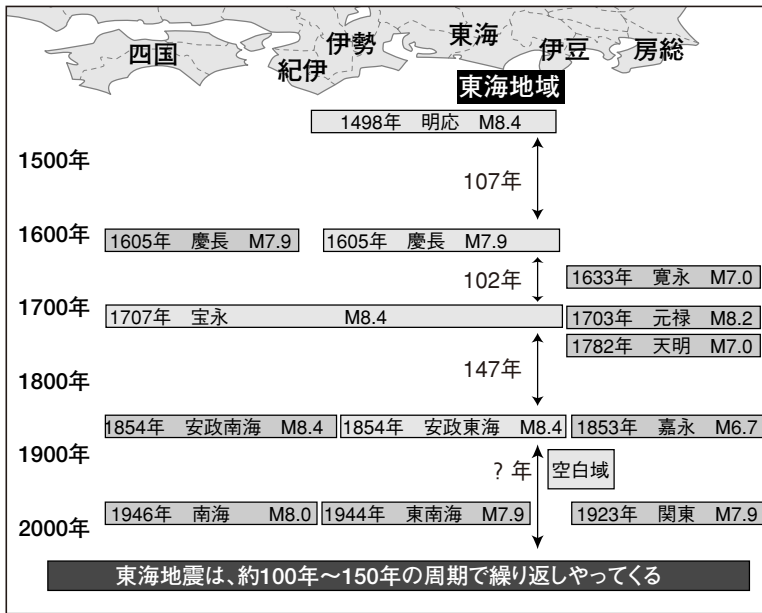 四国 紀伊 伊勢 東海 伊豆 房総
東海地域
1498年 明応 M8.4
1500年
107年
1600年
1605年 慶長 M7.9 1605年 慶長 M7.9
102年
1633年 寛永 M7.0
1700年
1707年 宝永 M8.4 1703年 元禄 M8.2
1782年 天明 M7.0
147年
1800年
1854年 安政南海 M8.4 1854年 安政東海 M8.4 1853年 嘉永 M6.7
1900年
？年 空白域
1946年 南海 M8.0 1944年 東南海 M7.9 1923年 関東 M7.9
2000年
東海地震は、約100年〜150年の周期で繰り返しやってくる